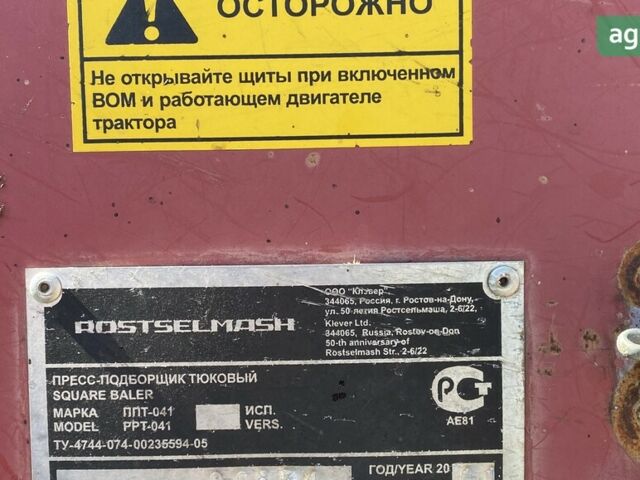 ОСТОРОЖНО
ag
Не открывайте щиты при включенном
ВОМ и работающем двигателе
трактора
ROSTSELMASH
ООО "Клевер"
344065, Россия, г. Ростов-на-Дону,
ул. 50-летия Ростсельмаша, 2-6/22,
Klever Ltd.
344065, Russia, Rostov-on-Don
50-th anniversary of
Rostselmash Str., 2-6/22
ПРЕСС-ПОДБОРЩИК ТЮКОВЫЙ
SQUARE BALER
МАРКА ППТ-041 ИСП.
MODEL PPT-041 VERS.
ТУ-4744-074-00235594-05
РСТ
АЕ81
ГОД/YEAR 20